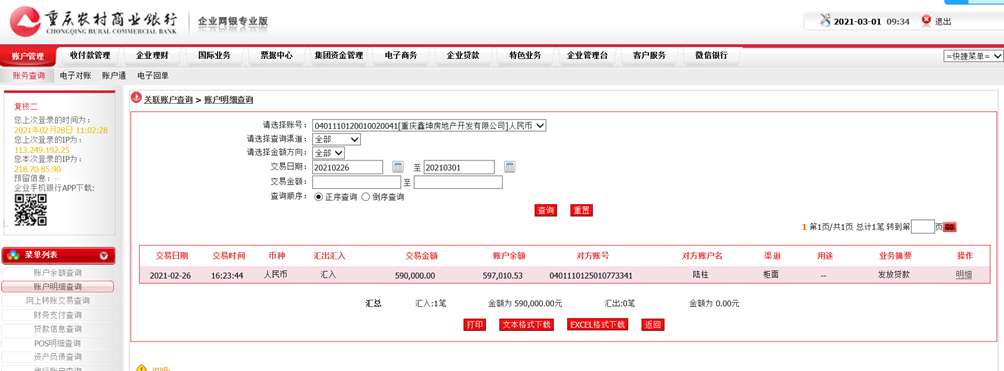 重庆农村商业银行 企业网银专业版
CHONGQING RURAL COMMERCIAL BANK
2021-03-01 09:34 退出
账户管理 收付款管理 企业理财 国际业务 票据中心 集团资金管理 电子商务 企业贷款 特色业务 企业管理台 客户服务 微信银行 =快捷菜单=
账务查询 电子对账 账户通 电子回单
复核二
您上次登录的时间为:
2021年02月28日 11:02:28
您上次登录的IP为:
113.249.192.25
您本次登录的IP为:
218.70.85.90
预留信息: --
企业手机银行APP下载:
菜单列表
账户余额查询
账户明细查询
网上转账交易查询
财务支付查询
贷款信息查询
POS明细查询
资产负债查询
关联账户查询 > 账户明细查询
请选择账号: 0401110120010020041[重庆鑫坤房地产开发有限公司]人民币
请选择查询渠道: 全部
请选择金额方向: 全部
交易日期: 20210226 至 20210301
交易金额: 至
查询顺序: 正序查询 倒序查询
查询 重置
1 第1页/共1页 总计1笔 转到第 页 GO
交易日期 交易时间 币种 汇出汇入 交易金额 账户余额 对方账号 对方账户名 渠道 用途 业务摘要 操作
2021-02-26 16:23:44 人民币 汇入 590,000.00 597,010.53 0401110125010773341 陆柱 柜面 -- 发放贷款 明细
汇总 汇入:1笔 金额为 590,000.00元 汇出:0笔 金额为 0.00元
打印 文本格式下载 EXCEL格式下载 返回
说明: